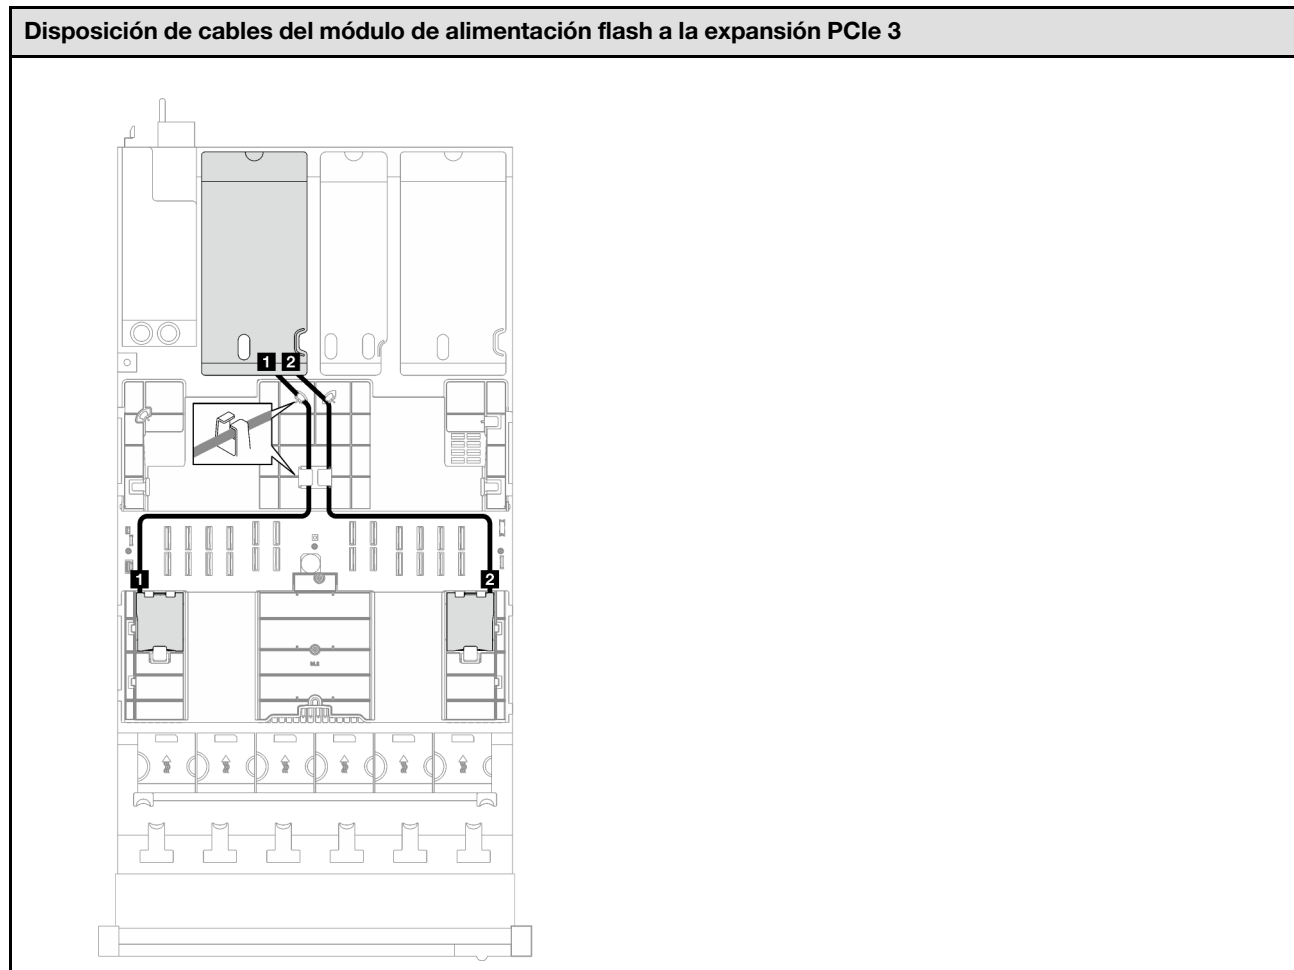 Disposición de cables del módulo de alimentación flash a la expansión PCIe 3
1 2
1
2
M.2